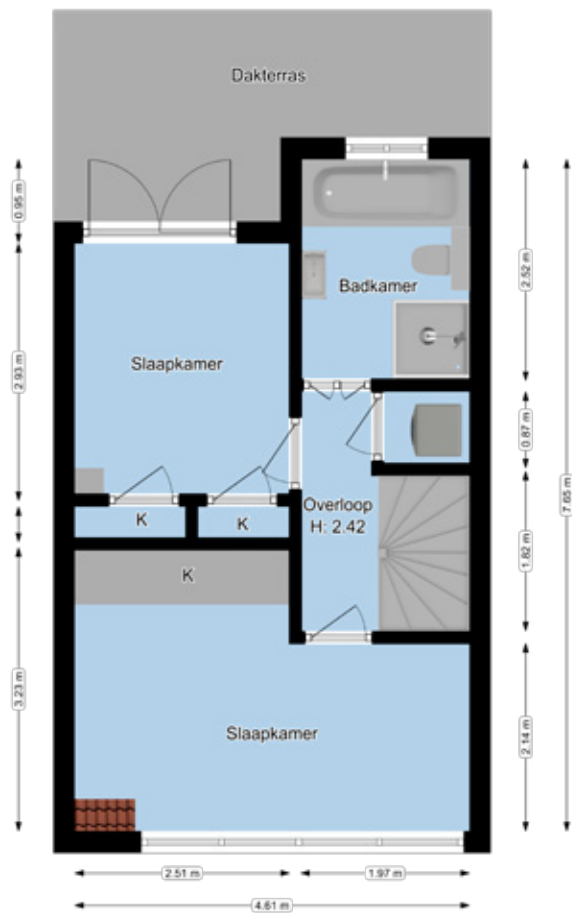 Dakterras
0.95 m
Badkamer
2.52 m
Slaapkamer
2.93 m
0.87 m
7.65 m
Overloop
H: 2.42
K
K
1.82 m
K
3.23 m
Slaapkamer
2.14 m
2.51 m
1.97 m
4.61 m